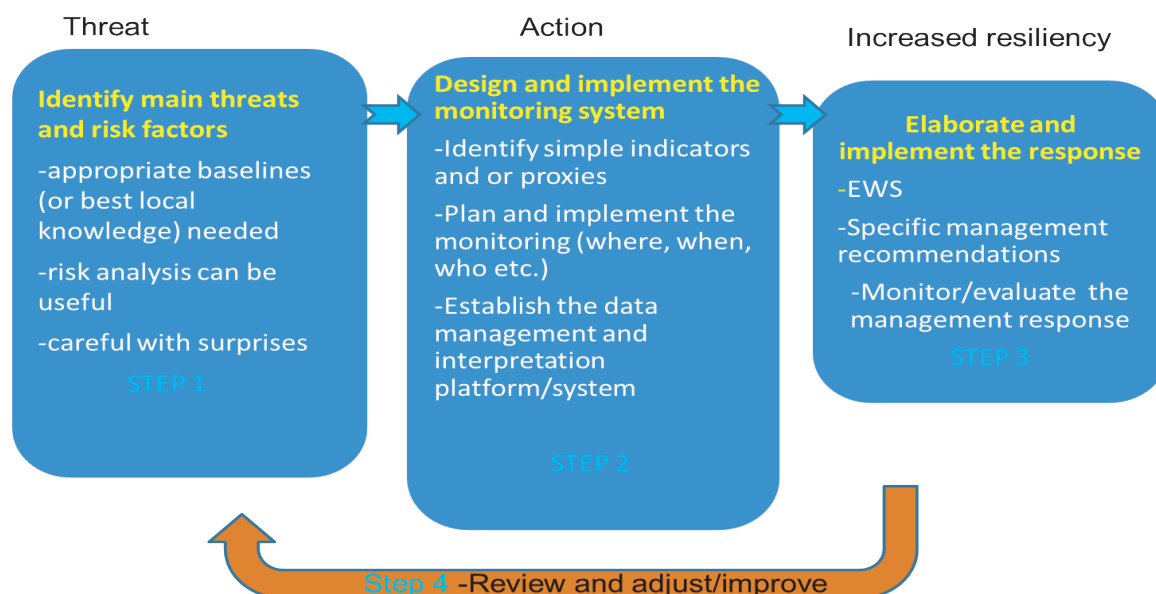 Threat
Identify main threats
and risk factors
-appropriate baselines
(or best local
knowledge) needed
-risk analysis can be
useful
-careful with surprises
STEP 1
Action
Design and implement the
monitoring system
-Identify simple indicators
and or proxies
-Plan and implement the
monitoring (where, when,
who etc.)
-Establish the data
management and
interpretation
platform/system
STEP 2
Increased resiliency
Elaborate and
implement the response
-EWS
-Specific management
recommendations
-Monitor/evaluate the
management response
STEP 3
Step 4 -Review and adjust/improve